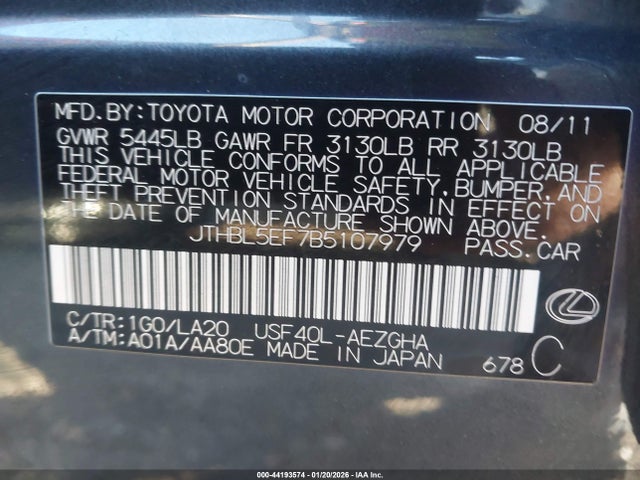 MFD.BY:TOYOTA MOTOR CORPORATION 08/11
GVWR 5445LB GAWR FR 3130LB RR 3130LB
THIS VEHICLE CONFORMS TO ALL APPLICABLE
FEDERAL MOTOR VEHICLE SAFETY,BUMPER,AND
THEFT PREVENTION STANDARDS IN EFFECT ON
THE DATE OF MANUFACTURE SHOWN ABOVE.
JTHBL5EF7B5107979 PASS.CAR
C/TR:1G0/LA20 USF40L-AEZGHA
A/TM:A01A/AA80E MADE IN JAPAN 678 C
000-44193574 | 01/20/2026 | IAA Inc.